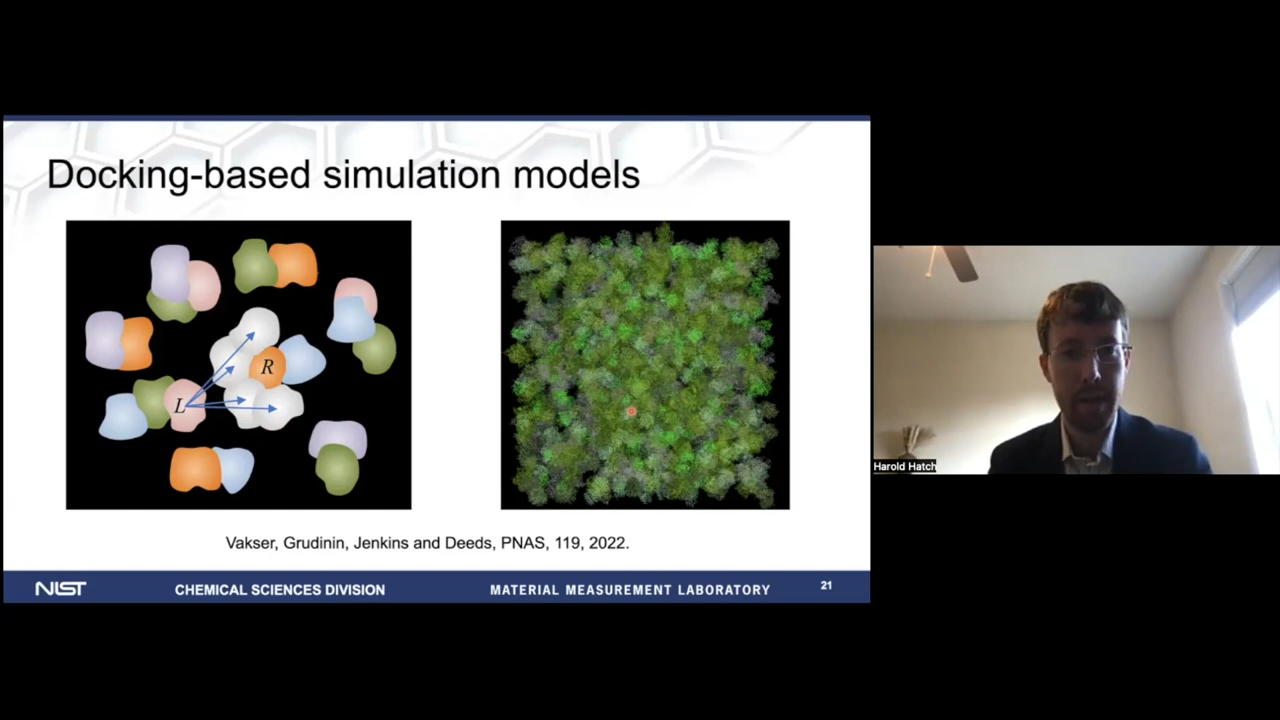 Docking-based simulation models
R
L
Vakser, Grudinin, Jenkins and Deeds, PNAS, 119, 2022.
NIST
CHEMICAL SCIENCES DIVISION
MATERIAL MEASUREMENT LABORATORY
21
Harold Hatch